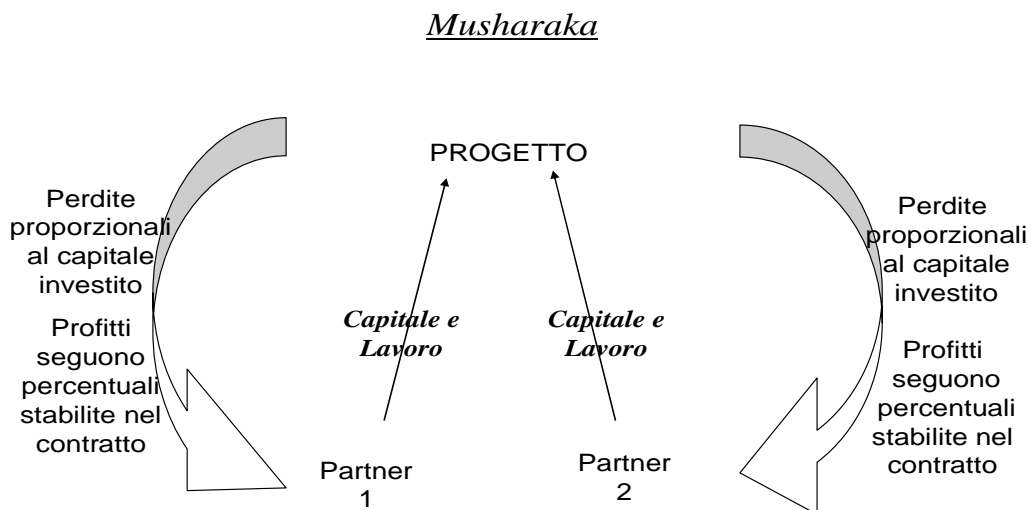 Musharaka
PROGETTO
Perdite
proporzionali
al capitale
investito
Profitti
seguono
percentuali
stabilite nel
contratto
Capitale e
Lavoro
Capitale e
Lavoro
Perdite
proporzionali
al capitale
investito
Profitti
seguono
percentuali
stabilite nel
contratto
Partner
1
Partner
2